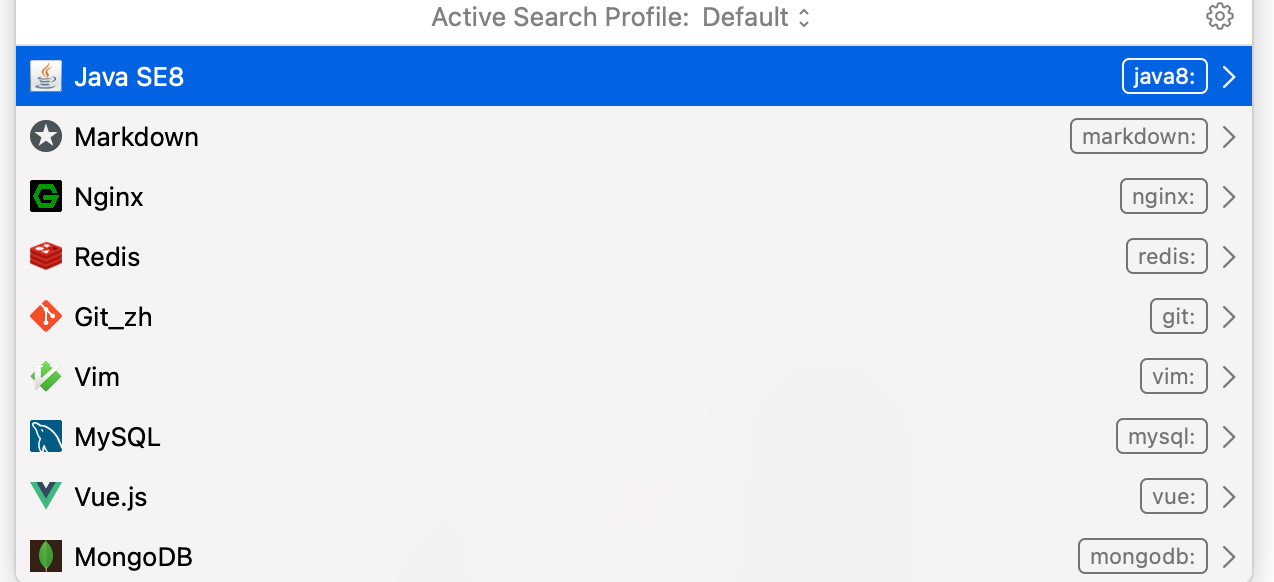 Active Search Profile: Default
Java SE8 java8:
Markdown markdown:
Nginx nginx:
Redis redis:
Git_zh git:
Vim vim:
MySQL mysql:
Vue.js vue:
MongoDB mongodb: